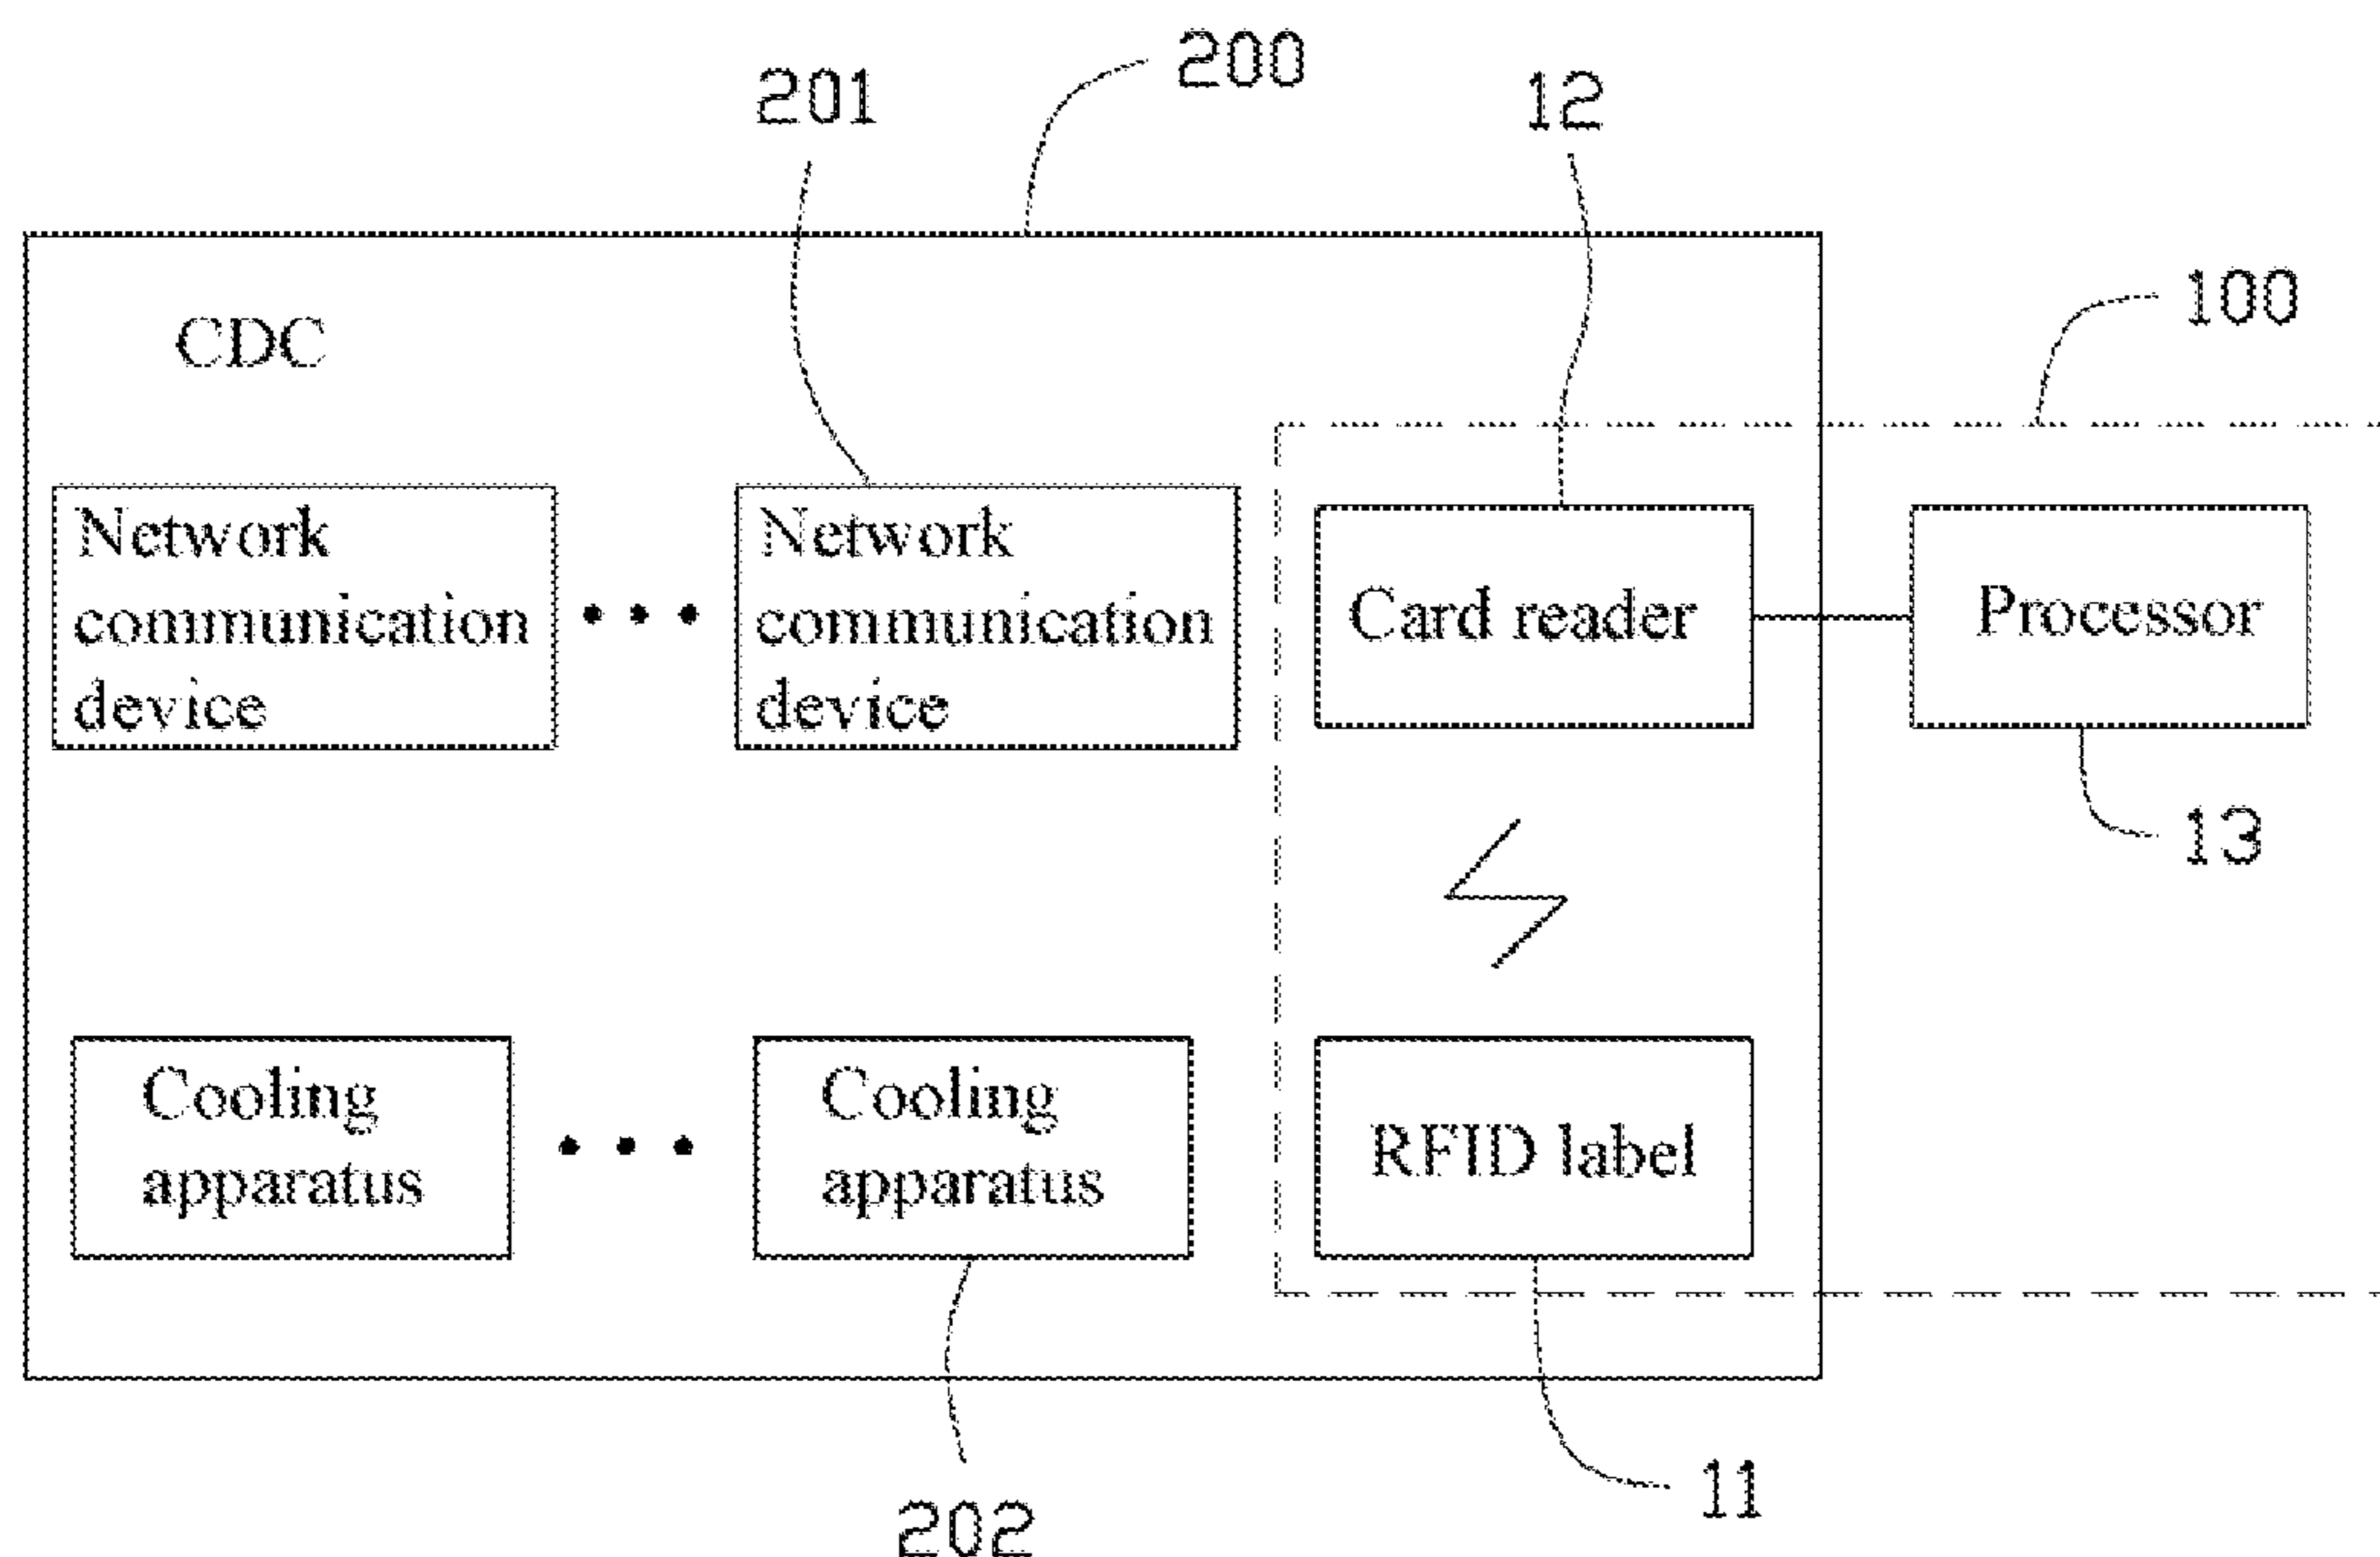 200
201
12
100
CDC
Network
communication
device
Network
communication
device
Card reader
Processor
13
Cooling
apparatus
Cooling
apparatus
RFID label
11
202